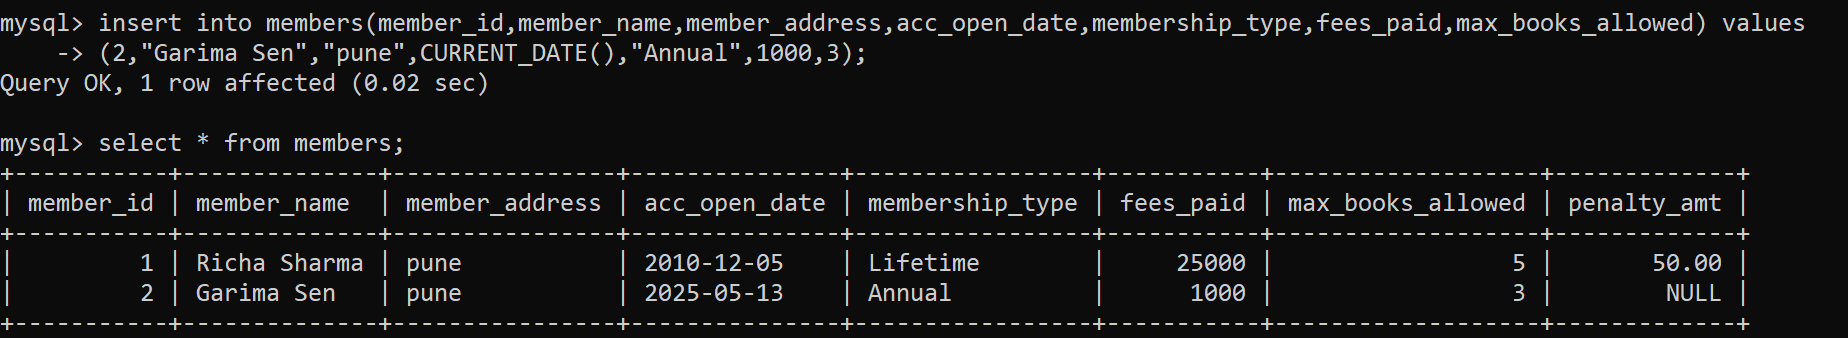 mysql> insert into members(member_id,member_name,member_address,acc_open_date,membership_type,fees_paid,max_books_allowed) values
    -> (2,"Garima Sen","pune",CURRENT_DATE(),"Annual",1000,3);
Query OK, 1 row affected (0.02 sec)

mysql> select * from members;
+-----------+--------------+----------------+---------------+-----------------+-----------+-------------------+-------------+
| member_id | member_name  | member_address | acc_open_date | membership_type | fees_paid | max_books_allowed | penalty_amt |
+-----------+--------------+----------------+---------------+-----------------+-----------+-------------------+-------------+
|         1 | Richa Sharma | pune           | 2010-12-05    | Lifetime        |     25000 |                 5 |       50.00 |
|         2 | Garima Sen   | pune           | 2025-05-13    | Annual          |      1000 |                 3 |        NULL |
+-----------+--------------+----------------+---------------+-----------------+-----------+-------------------+-------------+